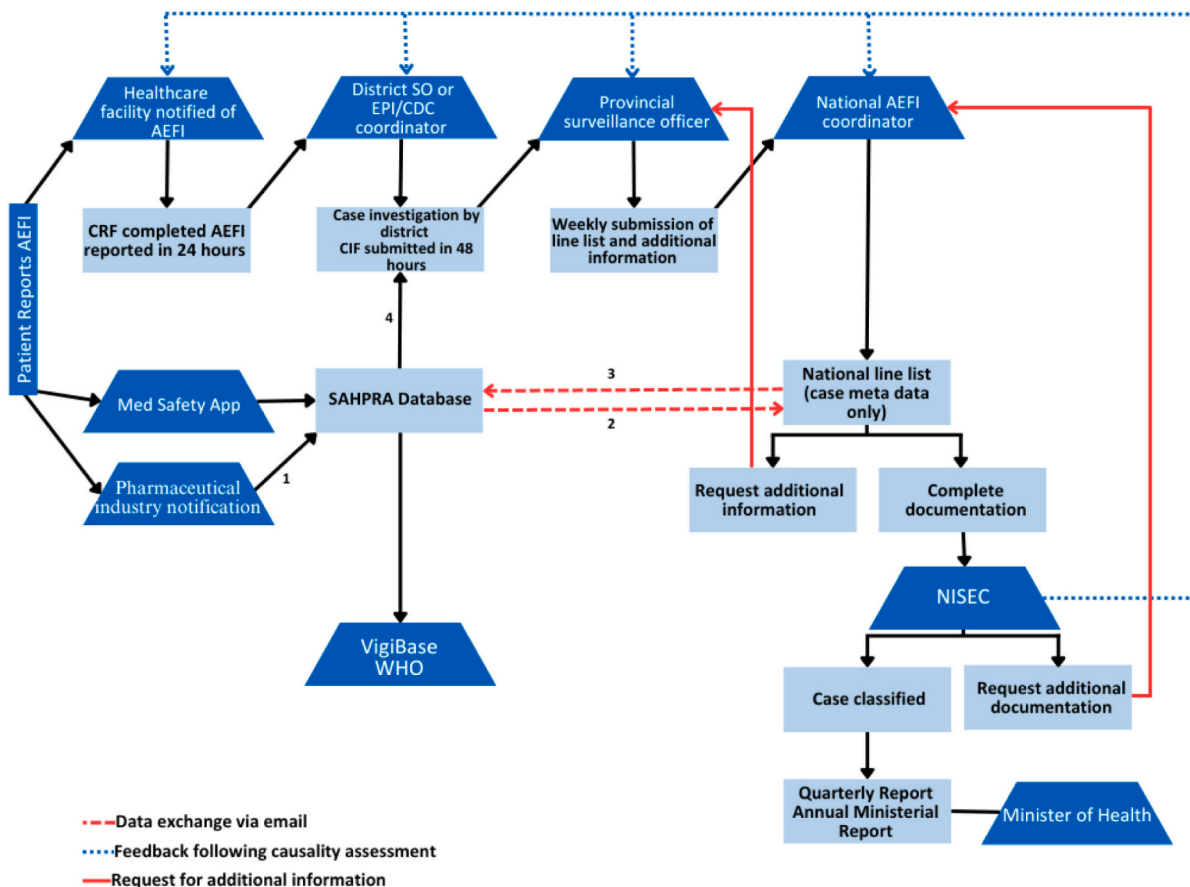 Healthcare
facility notified of
AEFI
District SO or
EPI/CDC
coordinator
Provincial
surveillance officer
National AEFI
coordinator
Patient Reports AEFI
CRF completed AEFI
reported in 24 hours
Case investigation by
district
CIF submitted in 48
hours
Weekly submission of
line list and additional
information
4
Med Safety App
SAHPRA Database
3
2
National line list
(case meta data
only)
Pharmaceutical
industry notification
1
Request additional
information
Complete
documentation
NISEC
VigiBase
WHO
Case classified
Request additional
documentation
Quarterly Report
Annual Ministerial
Report
Minister of Health
Data exchange via email
Feedback following causality assessment
Request for additional information